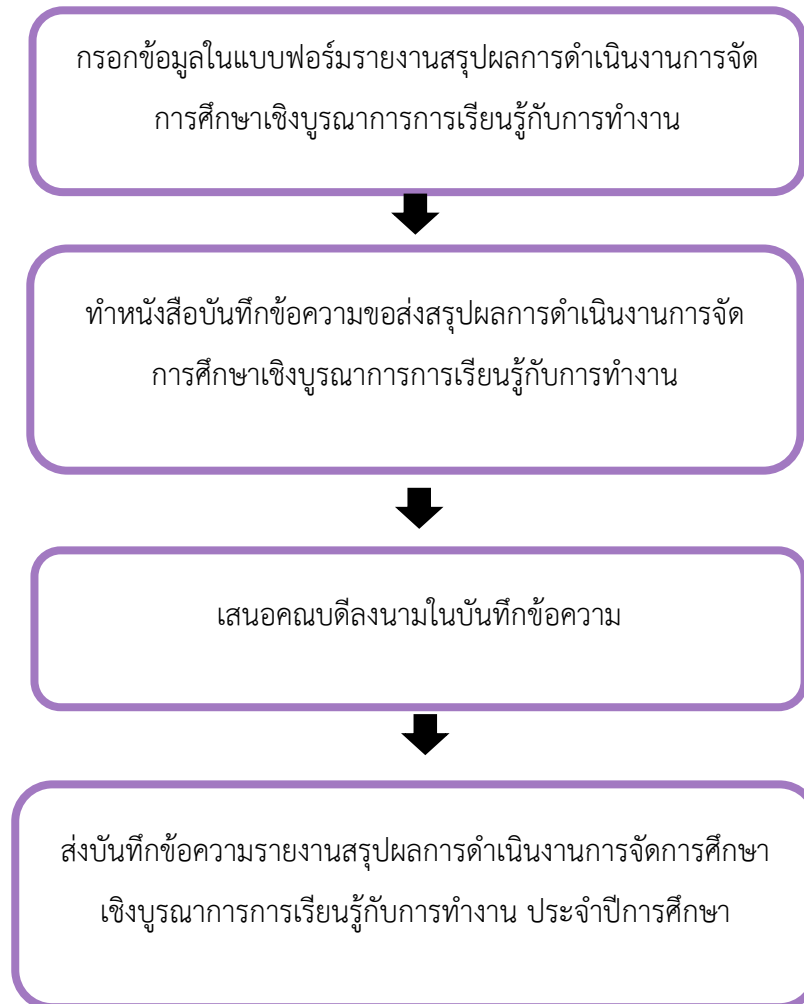 กรอกข้อมูลในแบบฟอร์มรายงานสรุปผลการดำเนินงานการจัด
การศึกษาเชิงบูรณาการการเรียนรู้กับการทำงาน
ทำหนังสือบันทึกข้อความขอส่งสรุปผลการดำเนินงานการจัด
การศึกษาเชิงบูรณาการการเรียนรู้กับการทำงาน
เสนอคณบดีลงนามในบันทึกข้อความ
ส่งบันทึกข้อความรายงานสรุปผลการดำเนินงานการจัดการศึกษา
เชิงบูรณาการการเรียนรู้กับการทำงาน ประจำปีการศึกษา